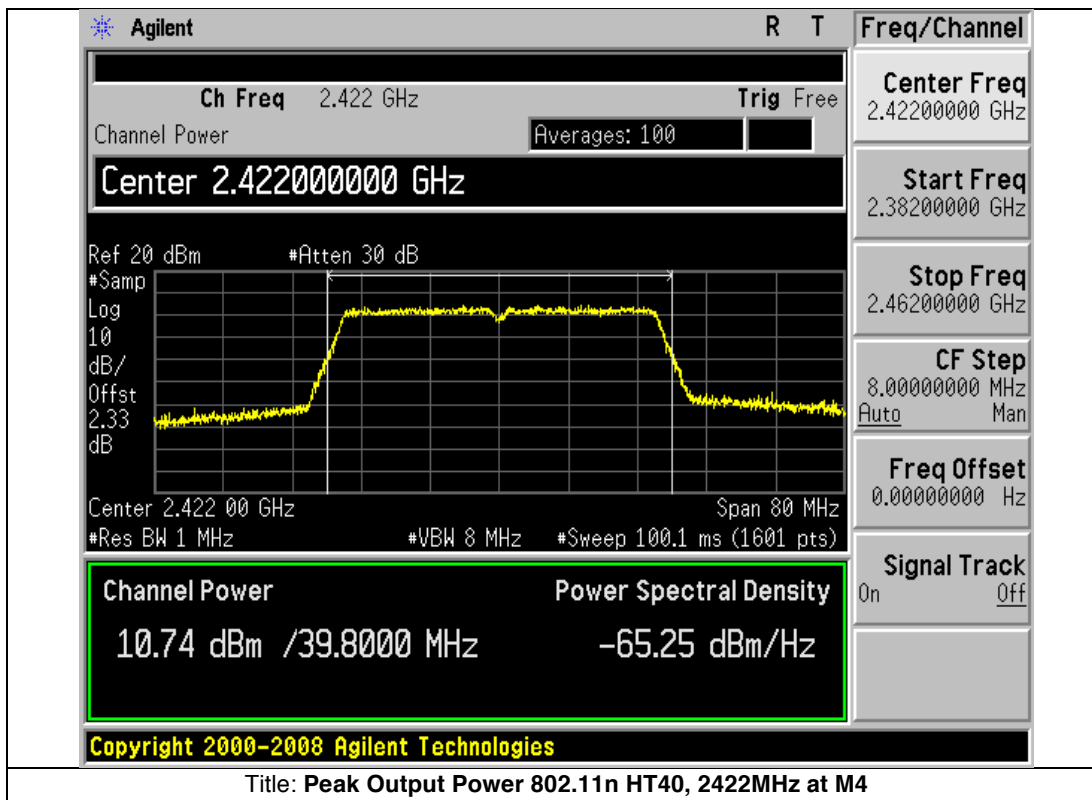 Agilent R T Freq/Channel
Ch Freq 2.422 GHz Trig Free
Channel Power Averages: 100
Center 2.422000000 GHz
Ref 20 dBm #Atten 30 dB
#Samp
Log
10
dB/
Offst
2.33
dB
Center 2.422 00 GHz Span 80 MHz
#Res BW 1 MHz #VBW 8 MHz #Sweep 100.1 ms (1601 pts)
Channel Power Power Spectral Density
10.74 dBm /39.8000 MHz -65.25 dBm/Hz
Copyright 2000-2008 Agilent Technologies
Center Freq
2.42200000 GHz
Start Freq
2.38200000 GHz
Stop Freq
2.46200000 GHz
CF Step
8.00000000 MHz
Auto Man
Freq Offset
0.00000000 Hz
Signal Track
On Off
Title: Peak Output Power 802.11n HT40, 2422MHz at M4